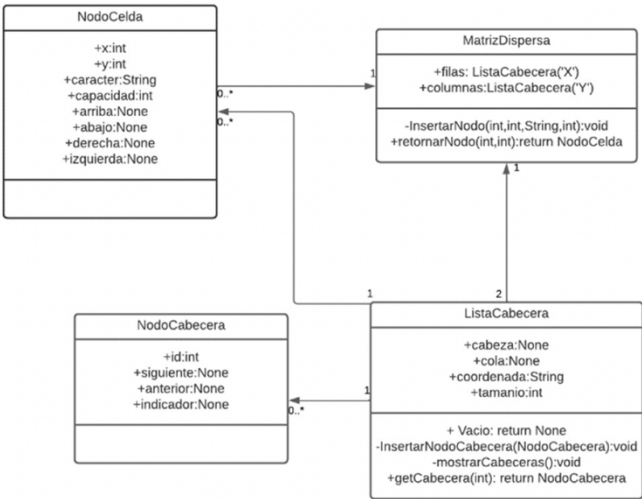 NodoCelda
+x:int
+y:int
+caracter:String
+capacidad:int
+arriba:None
+abajo:None
+derecha:None
+izquierda:None
0..*
1
0..*
MatrizDispersa
+filas: ListaCabecera('X')
+columnas:ListaCabecera('Y')
-InsertarNodo(int,int,String,int):void
+retornarNodo(int,int):return NodoCelda
1
1
2
NodoCabecera
+id:int
+siguiente:None
+anterior:None
+indicador:None
1
0..*
ListaCabecera
+cabeza:None
+cola:None
+coordenada:String
+tamanio:int
+ Vacio: return None
-InsertarNodoCabecera(NodoCabecera):void
-mostrarCabeceras():void
+getCabecera(int): return NodoCabecera